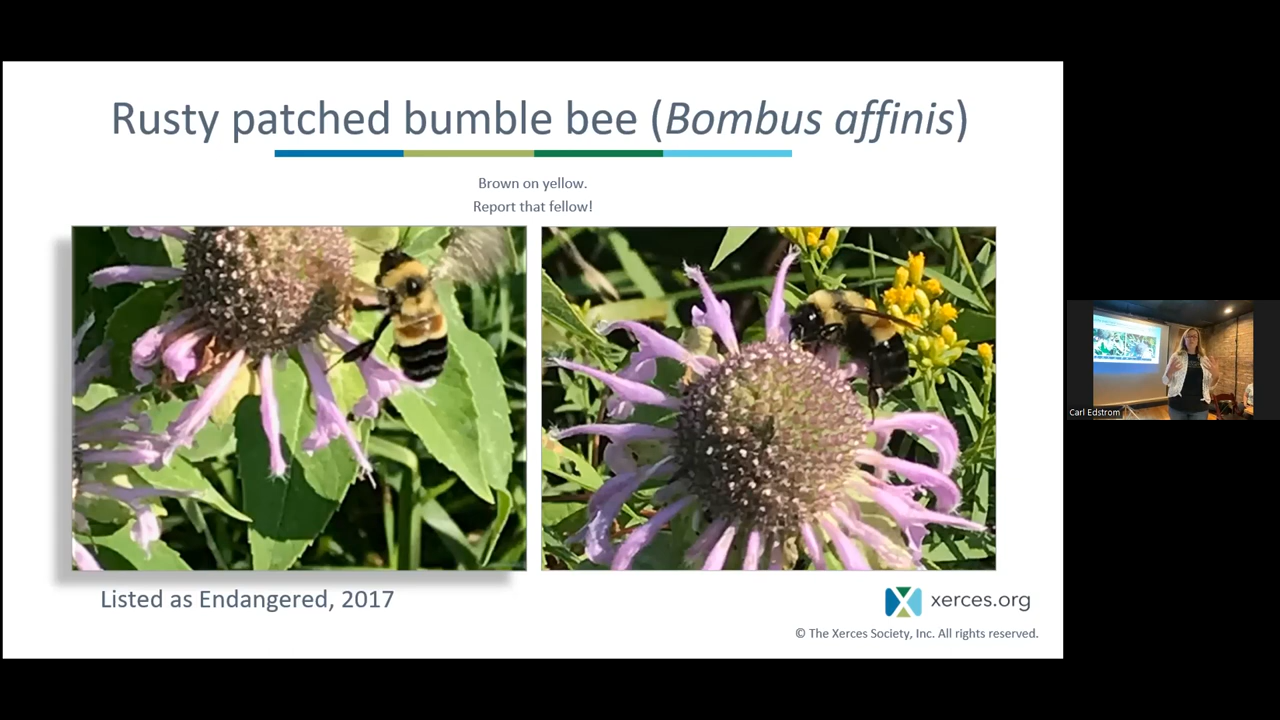 Rusty patched bumble bee (Bombus affinis)
Brown on yellow.
Report that fellow!
Listed as Endangered, 2017
xerces.org
© The Xerces Society, Inc. All rights reserved.
Carl Edstrom